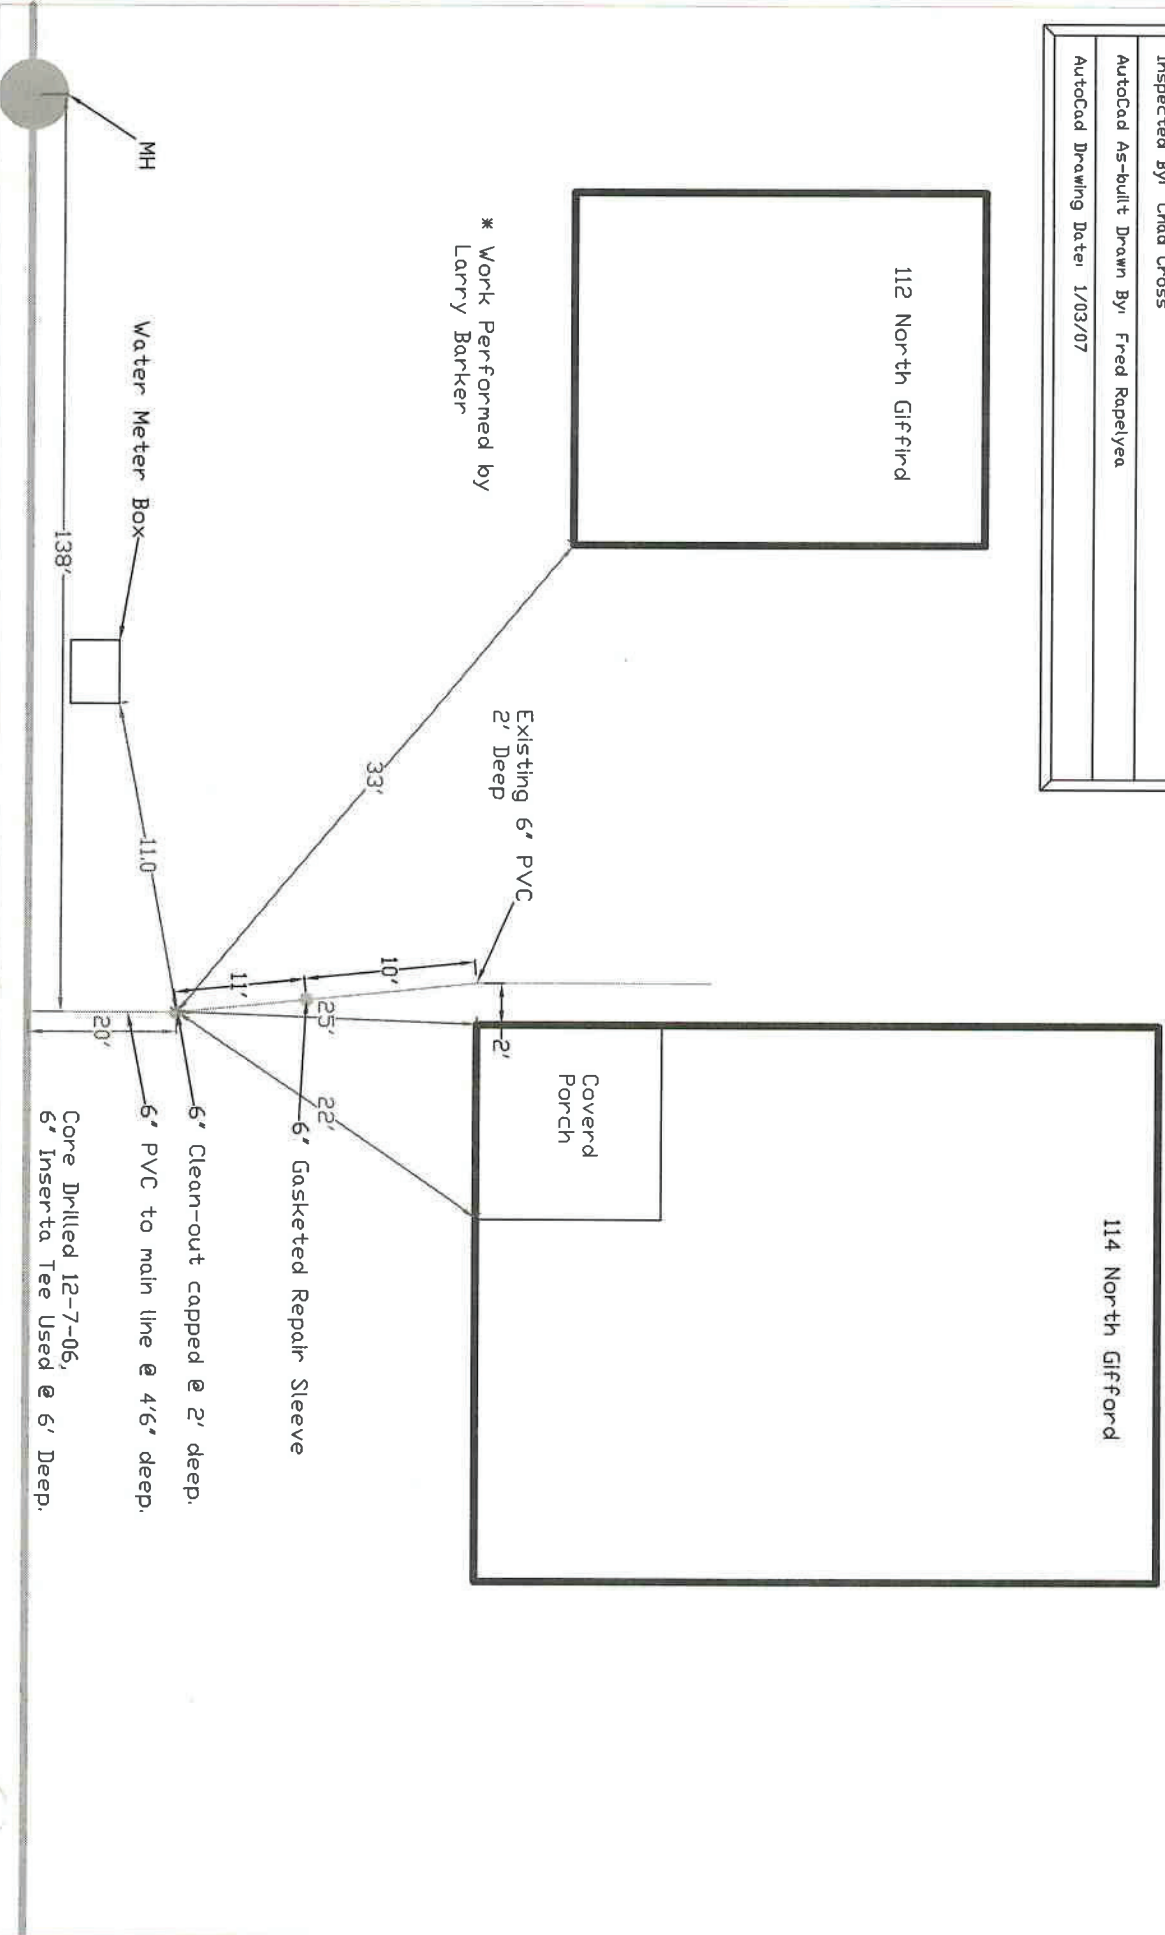 Inspected By: Chad Cross
AutoCad As-built Drawn By: Fred Rapelyea
AutoCad Drawing Date: 1/03/07
112 North Giffird
114 North Gifford
* Work Performed by
Larry Barker
Coverd
Porch
Existing 6" PVC
2' Deep
2'
33'
10'
25'
22'
11'
6" Gasketed Repair Sleeve
MH
Water Meter Box
11.0
6" Clean-out capped @ 2' deep.
6" PVC to main line @ 4'6" deep.
20'
138'
Core Drilled 12-7-06,
6" Inserta Tee Used @ 6' Deep.